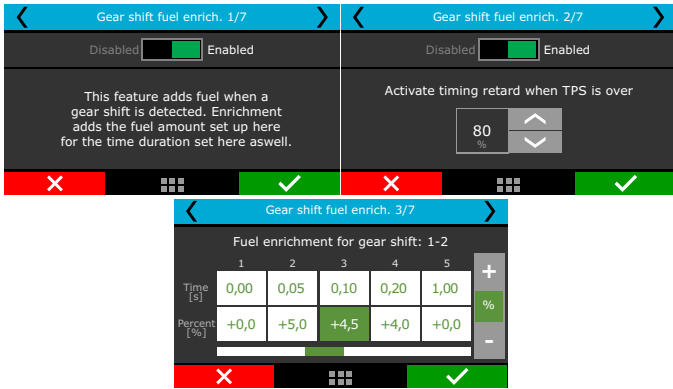 Gear shift fuel enrich. 1/7
Disabled Enabled
This feature adds fuel when a
gear shift is detected. Enrichment
adds the fuel amount set up here
for the time duration set here aswell.
Gear shift fuel enrich. 2/7
Disabled Enabled
Activate timing retard when TPS is over
80
%
Gear shift fuel enrich. 3/7
Fuel enrichment for gear shift: 1-2
1 2 3 4 5
Time
[s]
0,00 0,05 0,10 0,20 1,00
Percent
[%]
+0,0 +5,0 +4,5 +4,0 +0,0
+
%
-